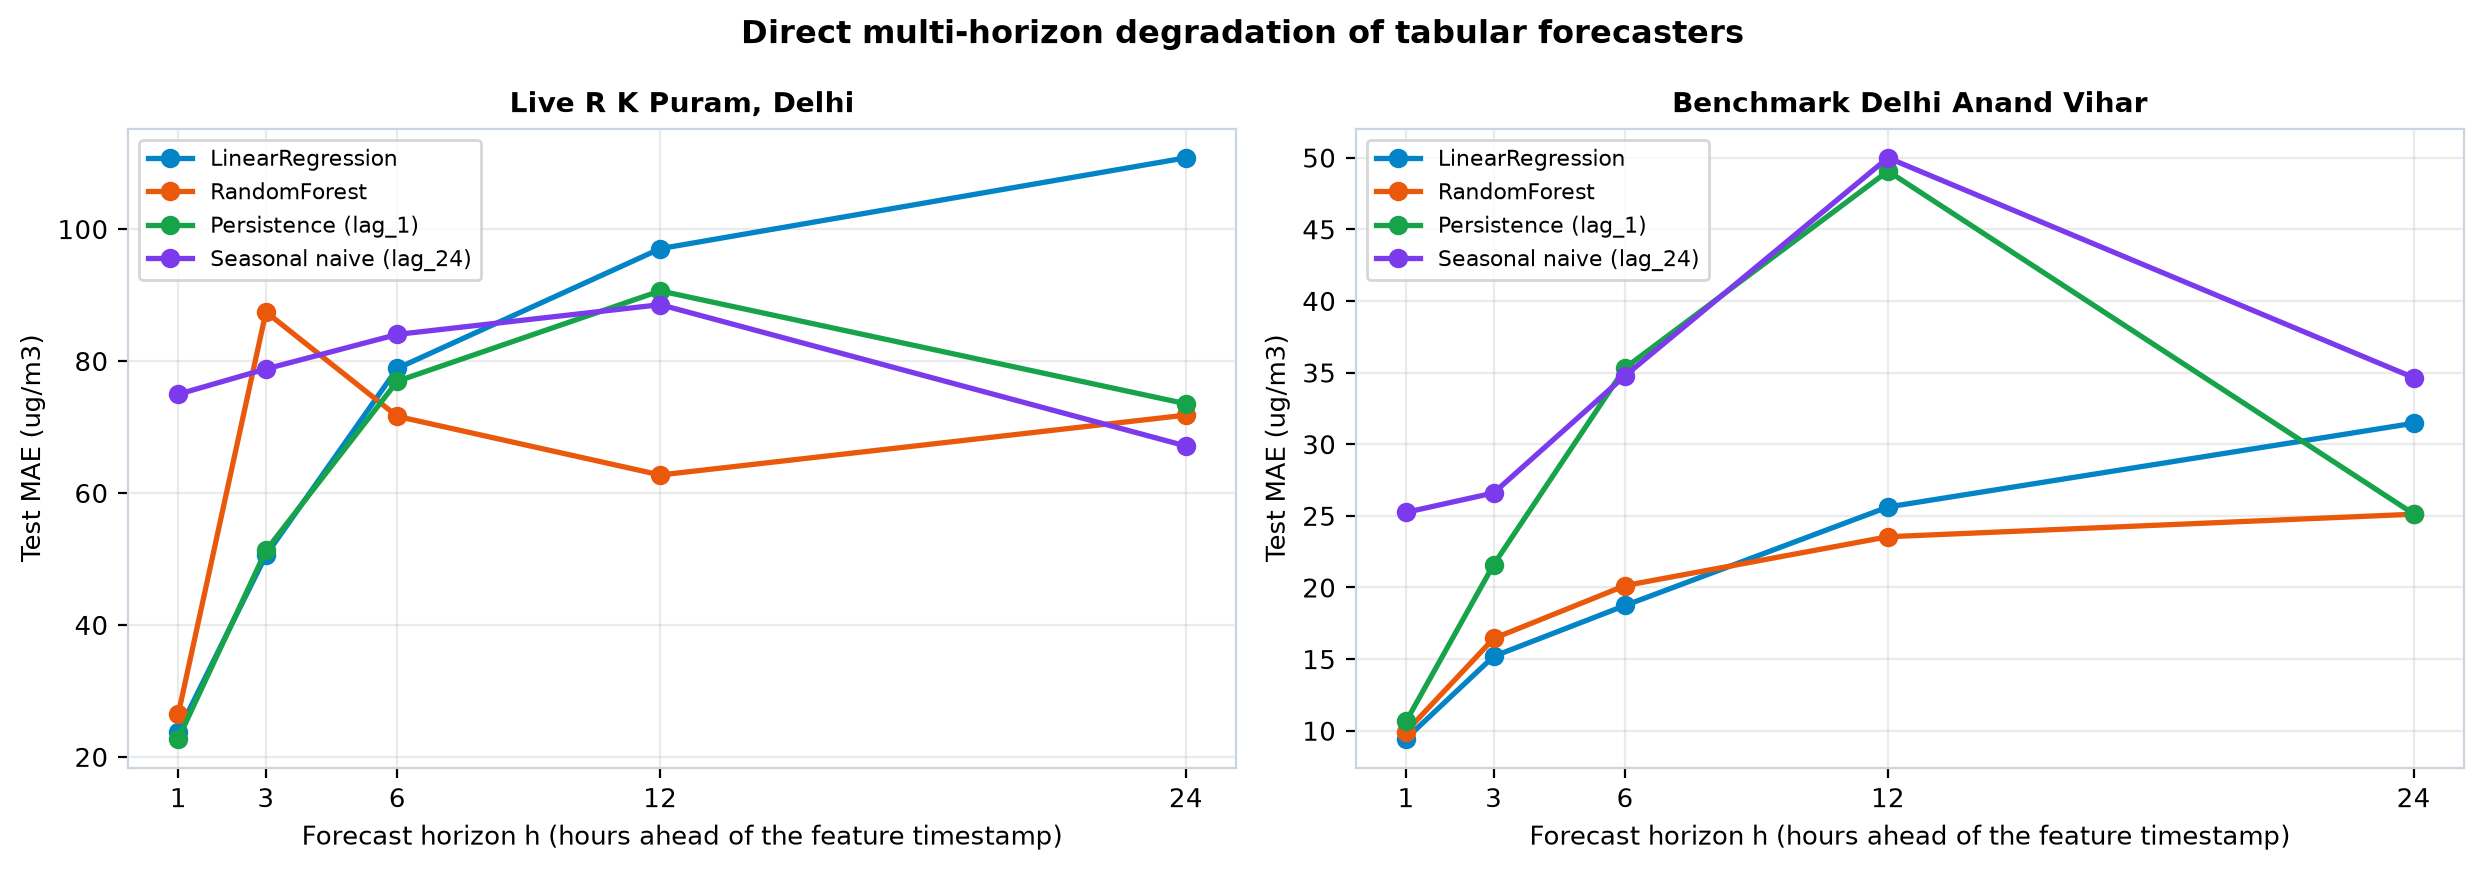 Direct multi-horizon degradation of tabular forecasters
Live R K Puram, Delhi
LinearRegression
RandomForest
Persistence (lag_1)
Seasonal naive (lag_24)
100
80
60
40
20
Test MAE (ug/m3)
1 3 6 12 24
Forecast horizon h (hours ahead of the feature timestamp)
Benchmark Delhi Anand Vihar
LinearRegression
RandomForest
Persistence (lag_1)
Seasonal naive (lag_24)
50
45
40
35
30
25
20
15
10
Test MAE (ug/m3)
1 3 6 12 24
Forecast horizon h (hours ahead of the feature timestamp)